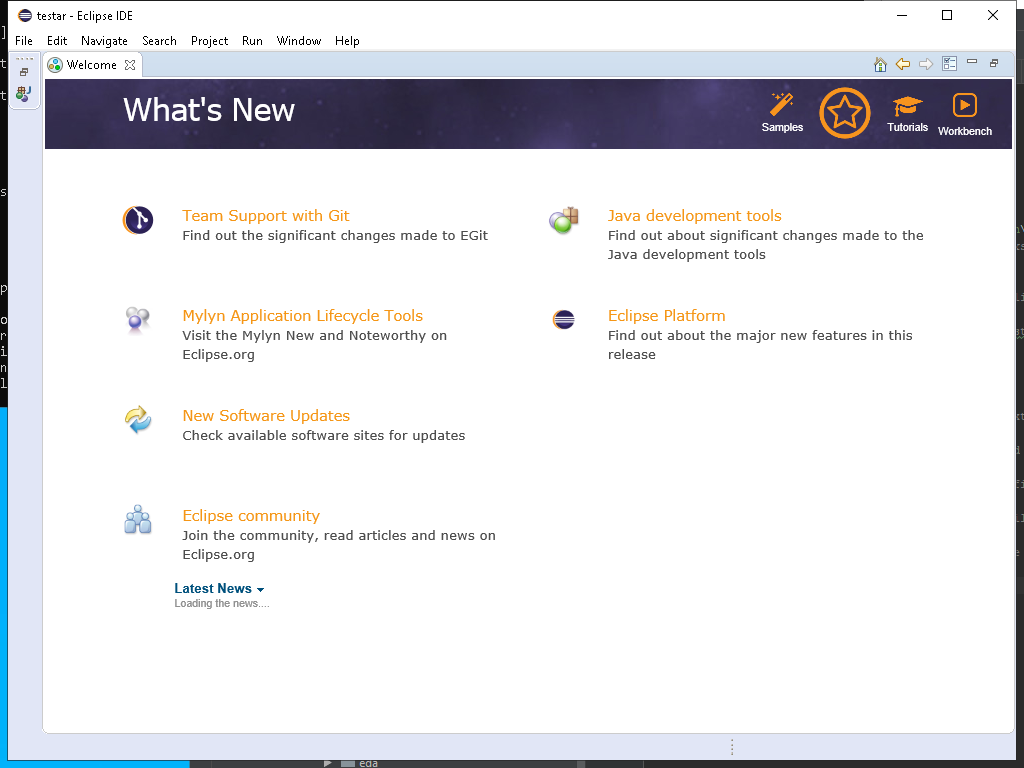 testar - Eclipse IDE
File Edit Navigate Search Project Run Window Help
Welcome
What's New
Samples
Tutorials
Workbench
Team Support with Git
Find out the significant changes made to EGit
Java development tools
Find out about significant changes made to the
Java development tools
Mylyn Application Lifecycle Tools
Visit the Mylyn New and Noteworthy on
Eclipse.org
Eclipse Platform
Find out about the major new features in this
release
New Software Updates
Check available software sites for updates
Eclipse community
Join the community, read articles and news on
Eclipse.org
Latest News
Loading the news....
eda